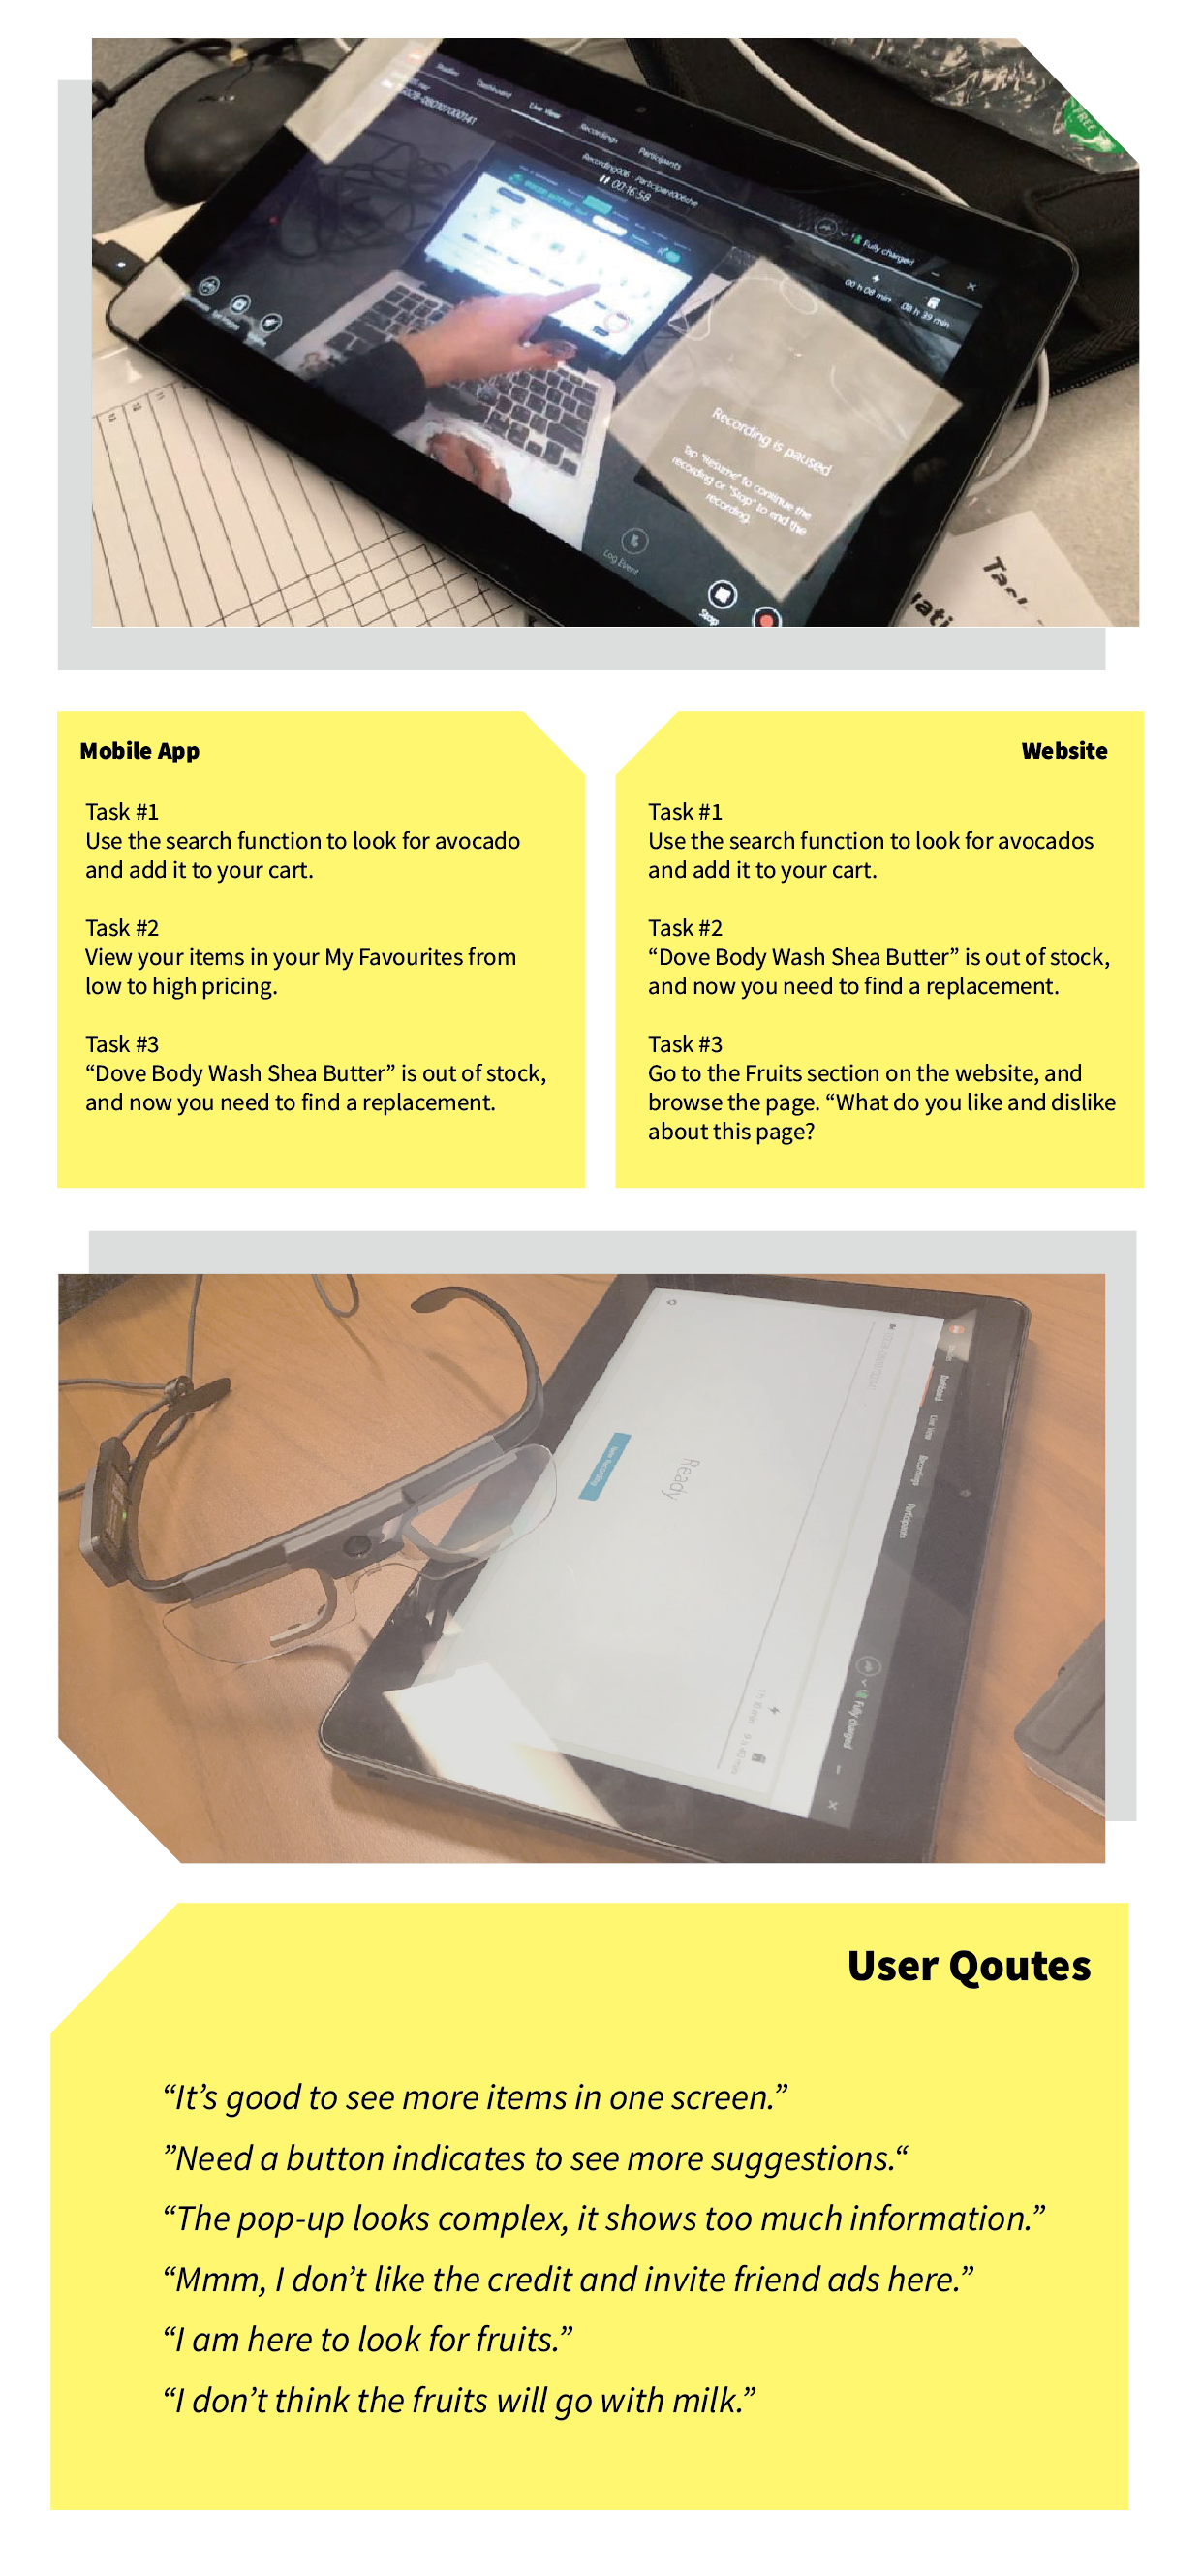 Dashboard
Live View
Recordings
Participants
00:16:58
Fully charged
00 h 08 min
08 h 39 min
FREE
Recording is paused
Tap "Resume" to continue the
recording or "Stop" to end the
recording.
Log Event
Stop
Mobile App
Task #1
Use the search function to look for avocado
and add it to your cart.
Task #2
View your items in your My Favourites from
low to high pricing.
Task #3
“Dove Body Wash Shea Butter” is out of stock,
and now you need to find a replacement.
Website
Task #1
Use the search function to look for avocados
and add it to your cart.
Task #2
“Dove Body Wash Shea Butter” is out of stock,
and now you need to find a replacement.
Task #3
Go to the Fruits section on the website, and
browse the page. “What do you like and dislike
about this page?
Dashboard
Live View
Recordings
Participants
Ready
Fully charged
User Qoutes
“It’s good to see more items in one screen.”
”Need a button indicates to see more suggestions.“
“The pop-up looks complex, it shows too much information.”
“Mmm, I don’t like the credit and invite friend ads here.”
“I am here to look for fruits.”
“I don’t think the fruits will go with milk.”